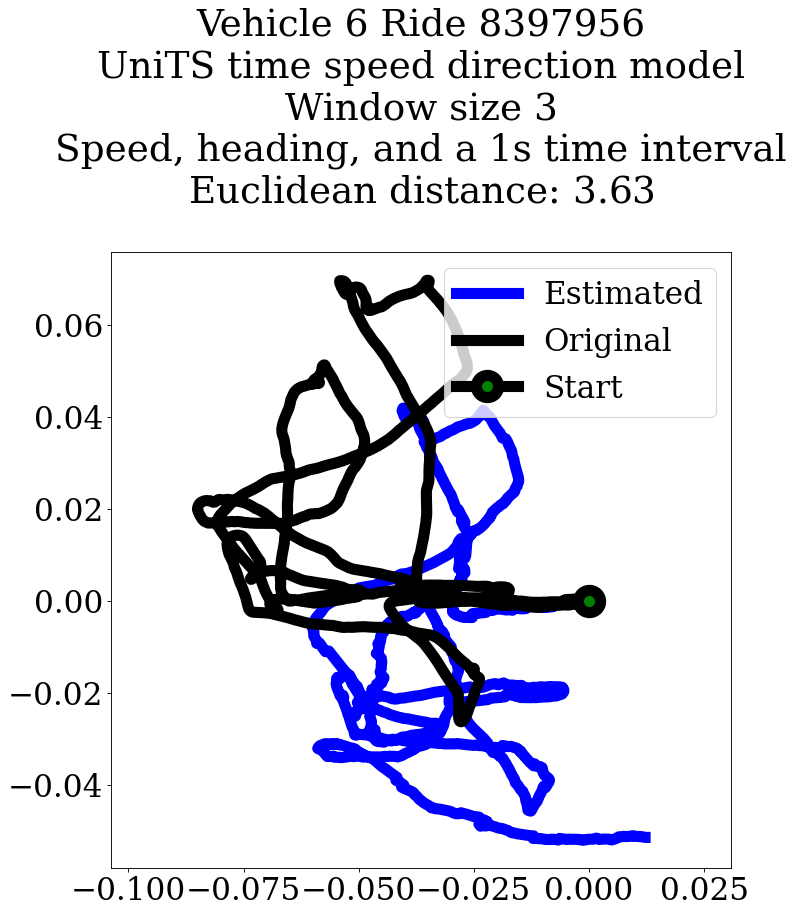 Vehicle 6 Ride 8397956
UniTS time speed direction model
Window size 3
Speed, heading, and a 1s time interval
Euclidean distance: 3.63
Estimated
Original
Start
0.06
0.04
0.02
0.00
−0.02
−0.04
−0.100 −0.075 −0.050 −0.025 0.000 0.025